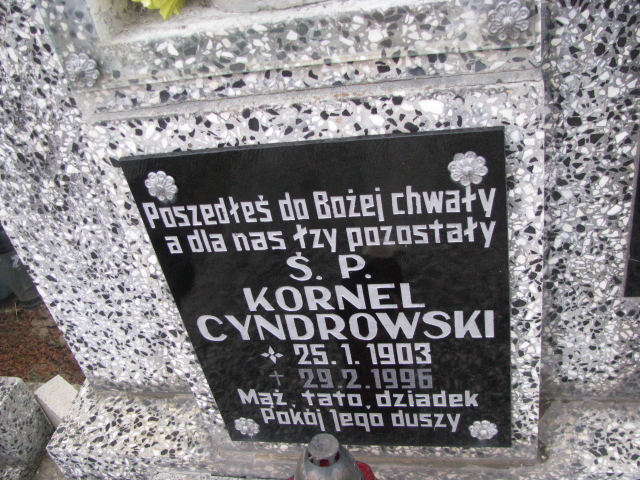 Poszedłeś do Bożej chwały
a dla nas łzy pozostały
Ś. P.
KORNEL
CYNDROWSKI
25.1.1903
† 29.2.1996
Mąż, tato, dziadek
Pokój Jego duszy